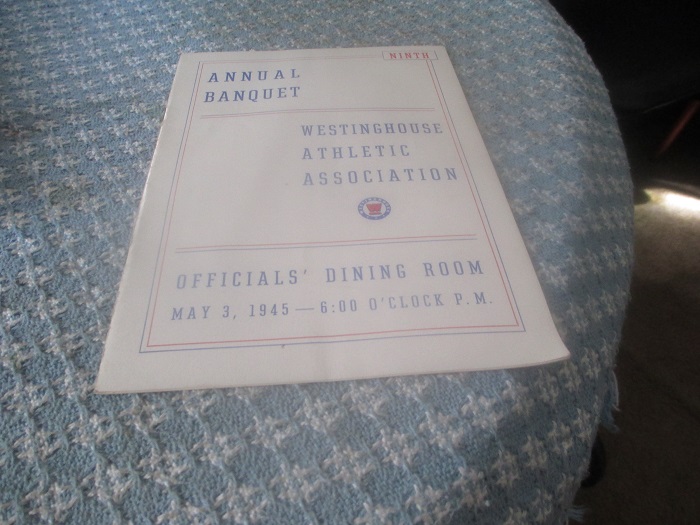 NINTH
ANNUAL
BANQUET
WESTINGHOUSE
ATHLETIC
ASSOCIATION
OFFICIALS' DINING ROOM
MAY 3, 1945 — 6:00 O'CLOCK P.M.